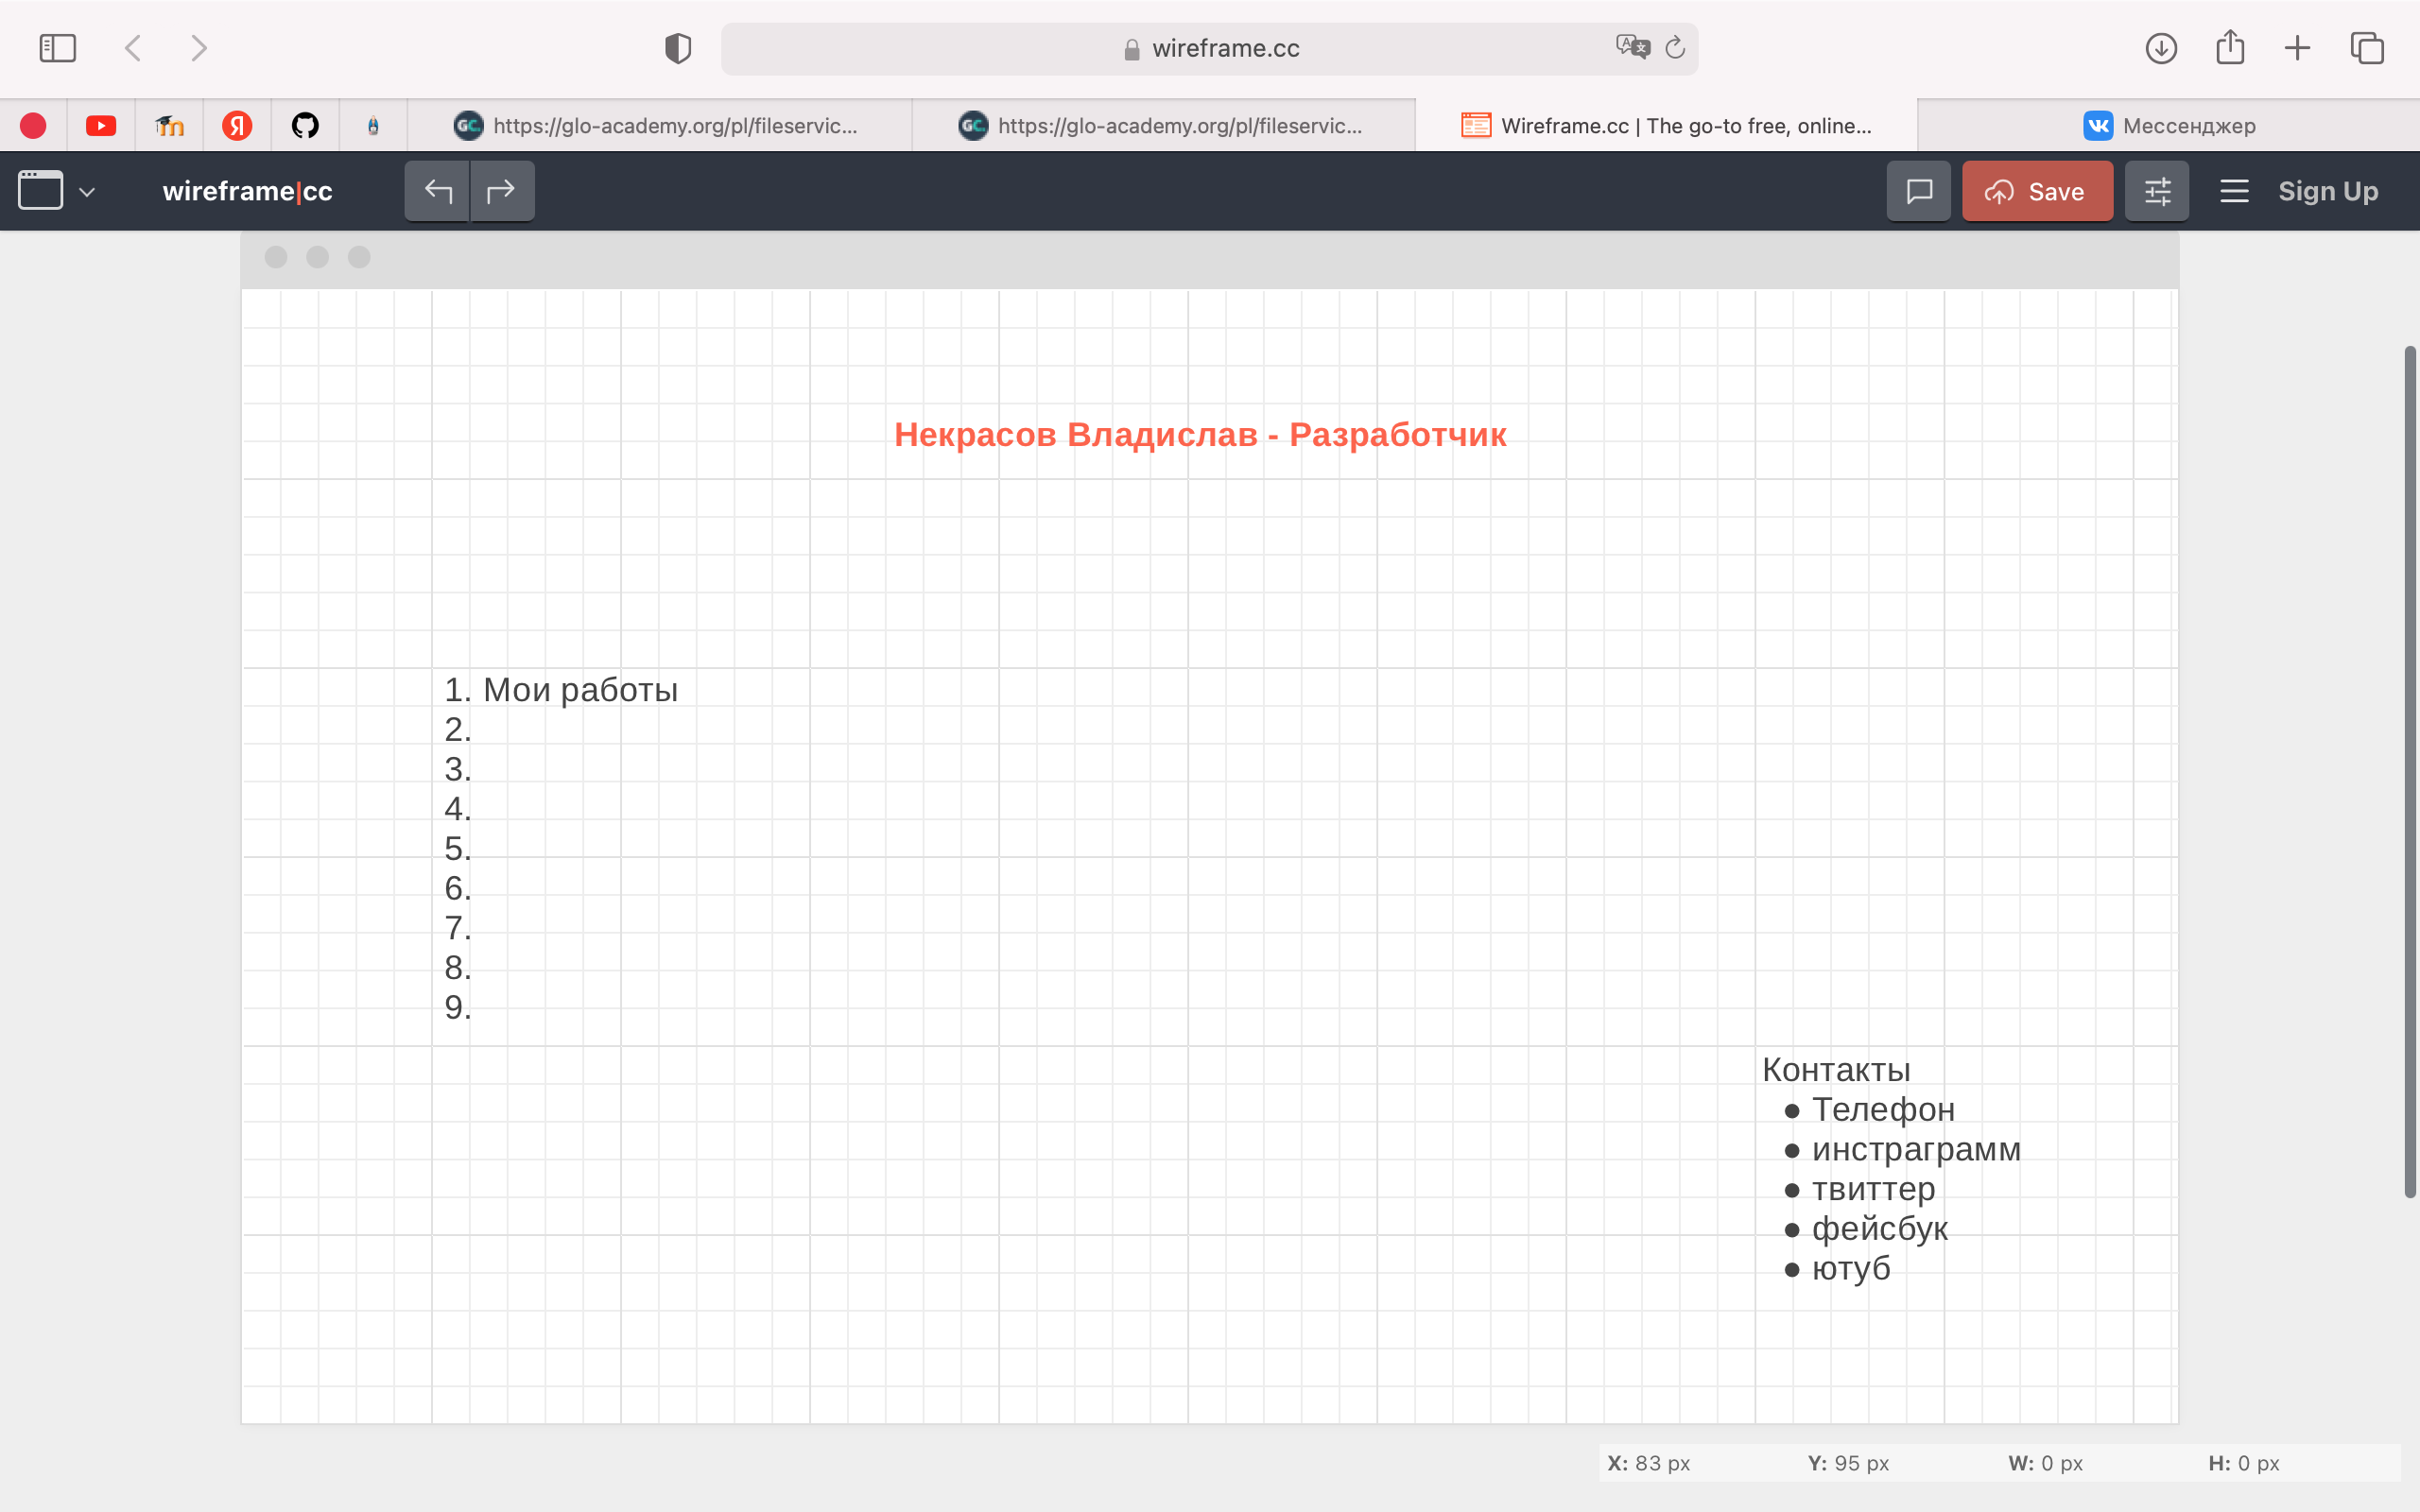 wireframe.cc
https://glo-academy.org/pl/fileservic...
https://glo-academy.org/pl/fileservic...
Wireframe.cc | The go-to free, online...
Мессенджер
wireframe|cc
Save
Sign Up
Некрасов Владислав - Разработчик
1. Мои работы
2.
3.
4.
5.
6.
7.
8.
9.
Контакты
● Телефон
● инстраграмм
● твиттер
● фейсбук
● ютуб
X: 83 px Y: 95 px W: 0 px H: 0 px